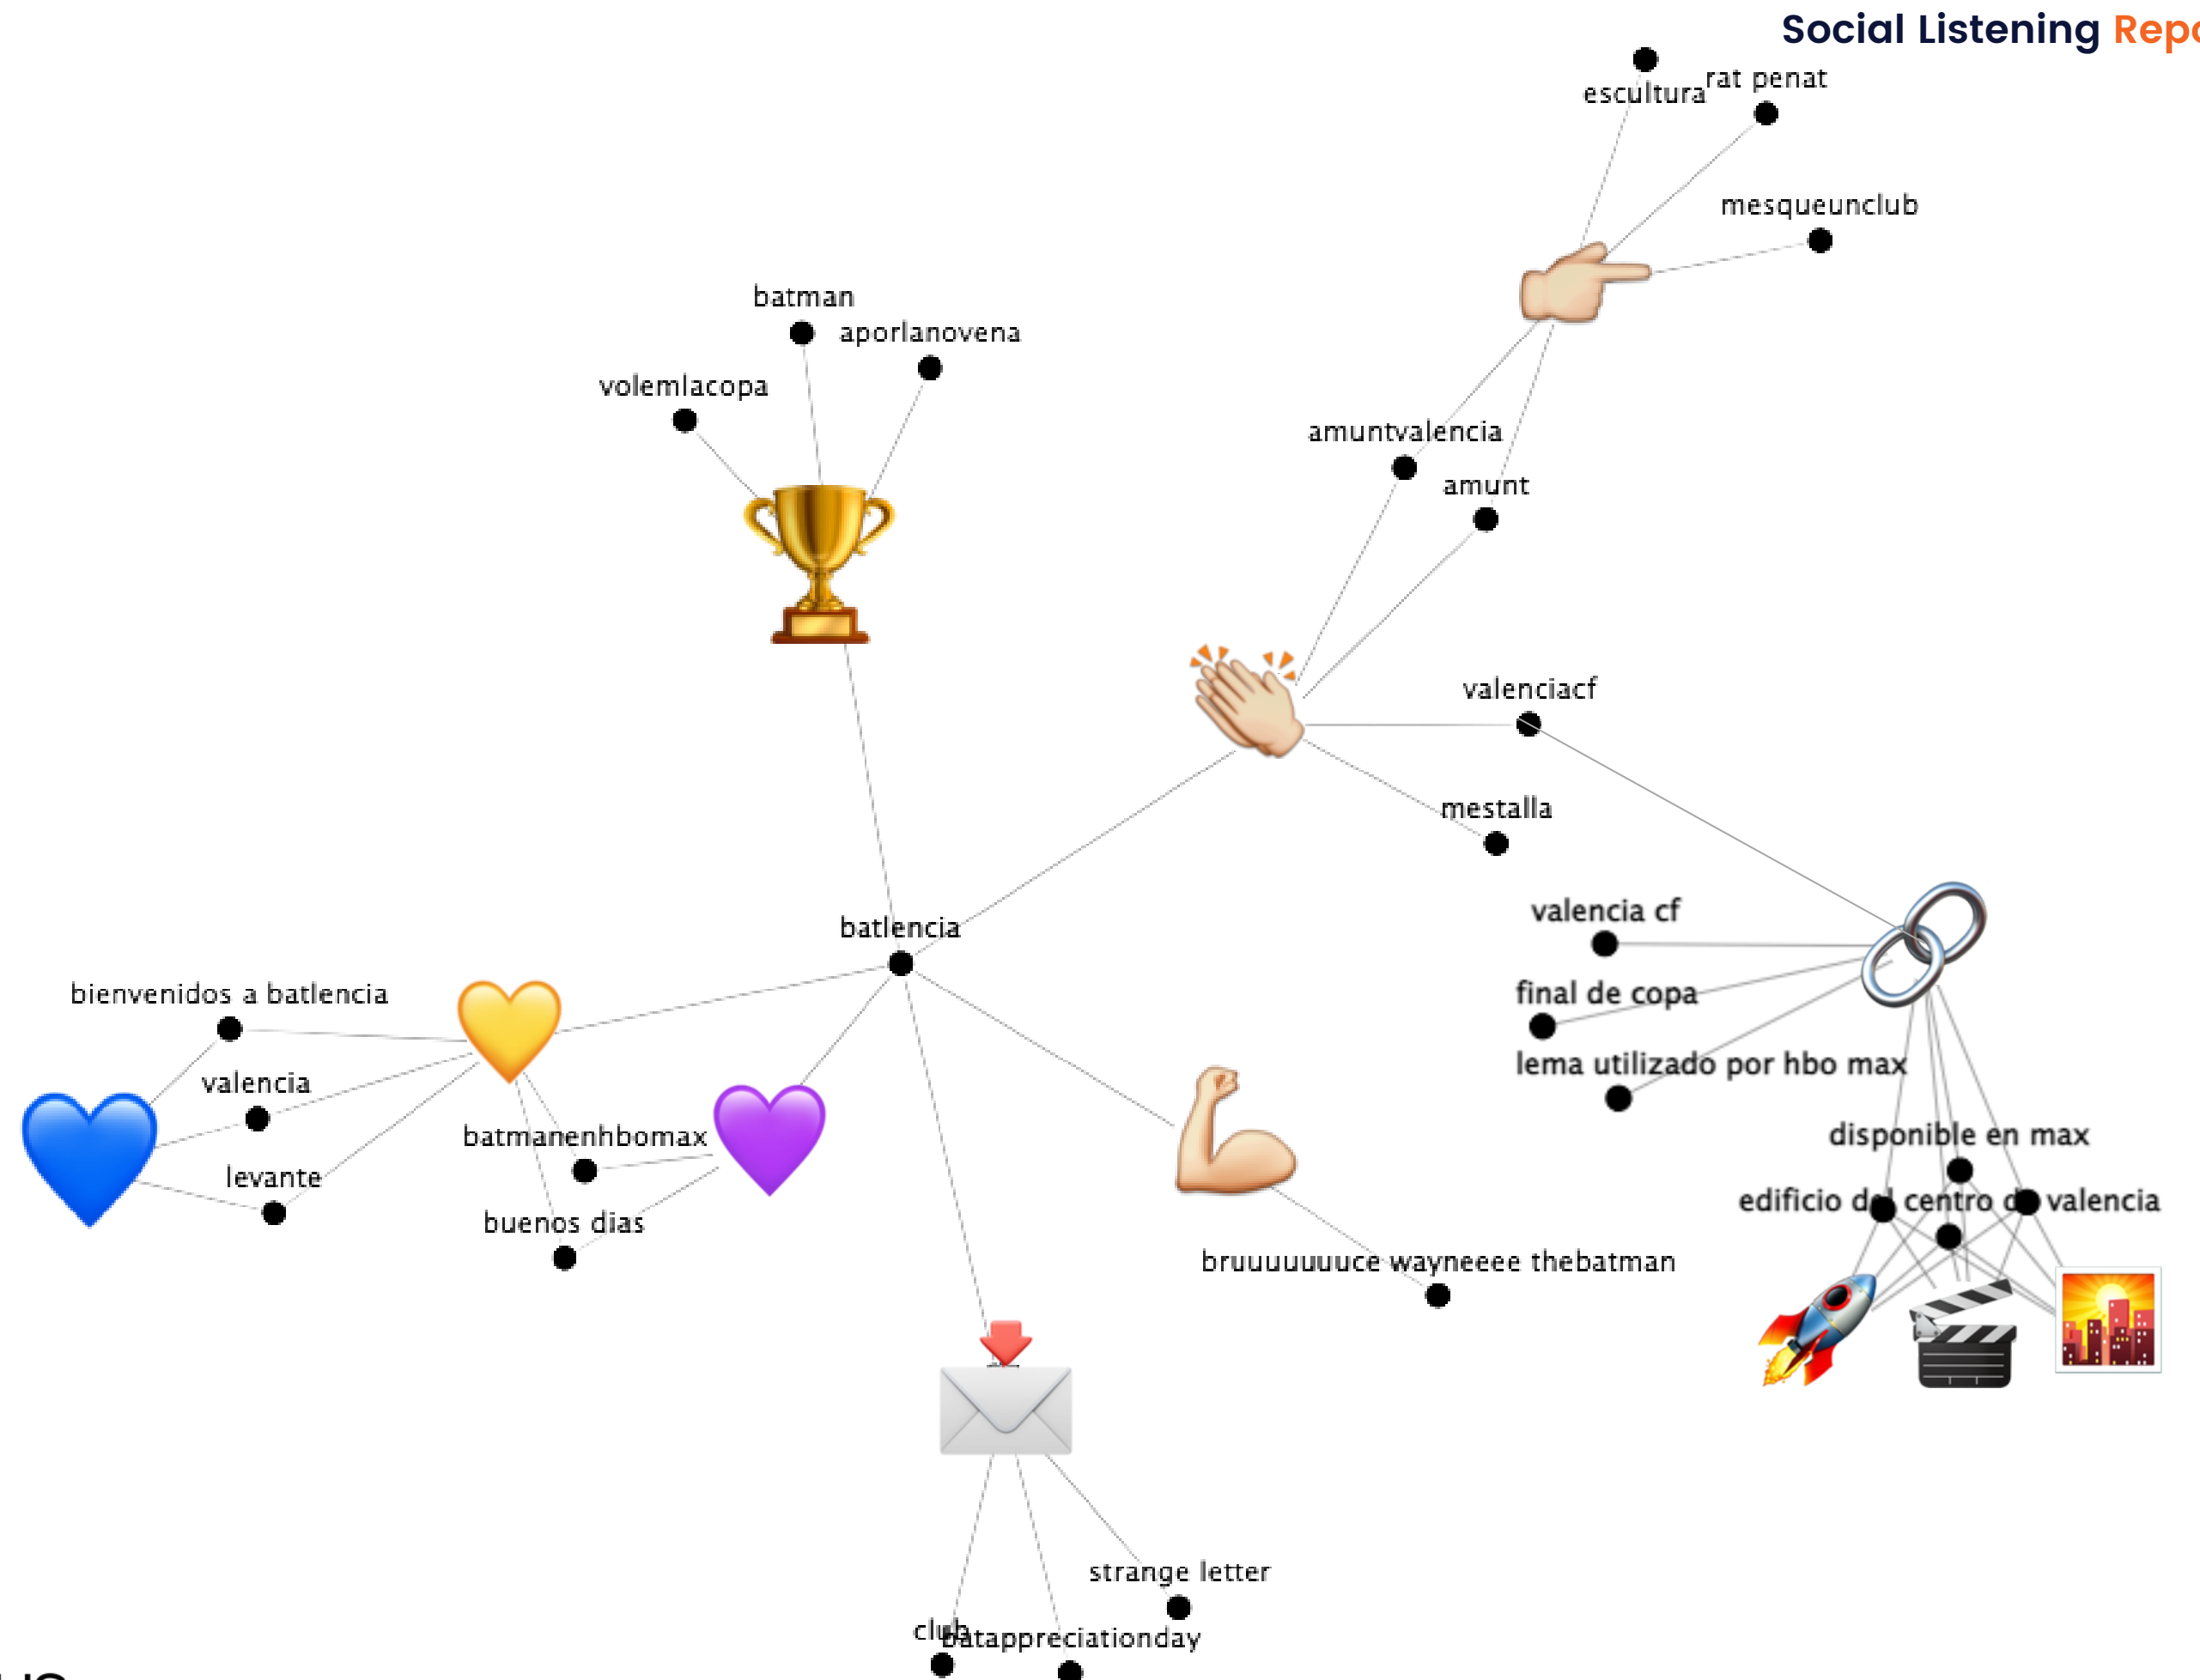 Social Listening Repo
rat penat
escultura
mesqueunclub
batman
aporlanovena
volemlacopa
amuntvalencia
amunt
valenciacf
mestalla
valencia cf
batlencia
bienvenidos a batlencia
final de copa
lema utilizado por hbo max
valencia
batmanenhbomax
disponible en max
levante
edificio del centro de valencia
buenos dias
bruuuuuuuce wayneeee thebatman
strange letter
club
batappreciationday